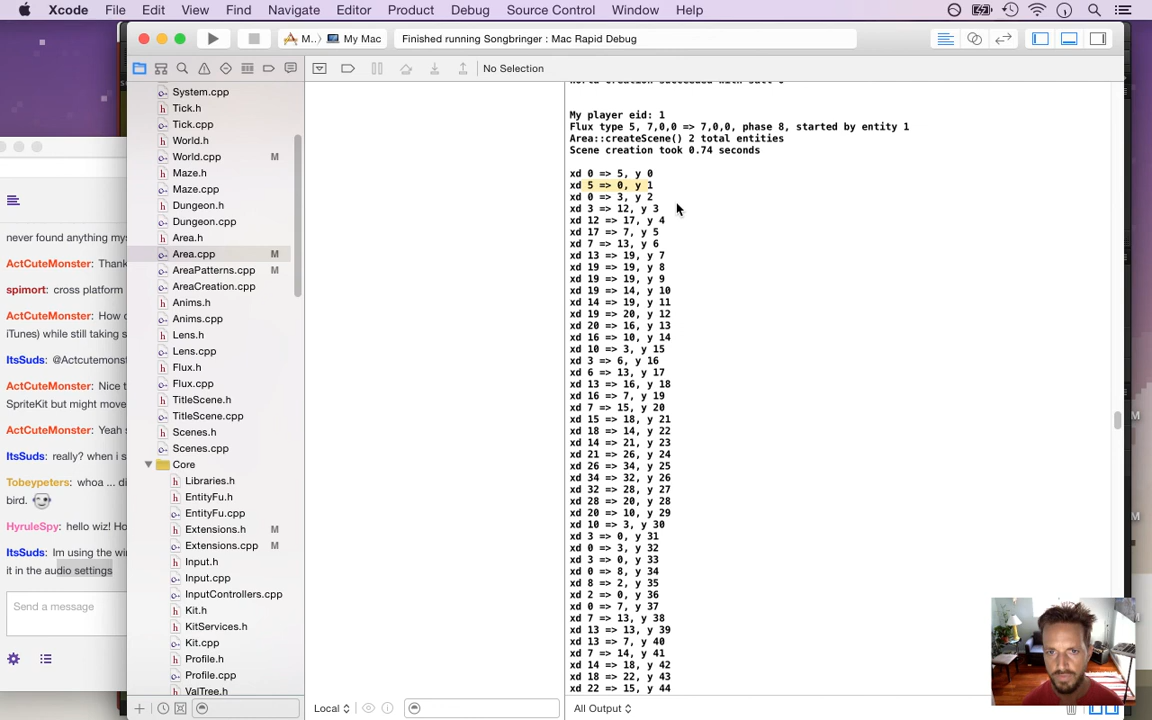 Xcode File Edit View Find Navigate Editor Product Debug Source Control Window Help
M.. My Mac Finished running Songbringer : Mac Rapid Debug
No Selection
System.cpp
Tick.h
Tick.cpp
World.h
World.cpp M
Maze.h
Maze.cpp
Dungeon.h
Dungeon.cpp
Area.h
Area.cpp M
AreaPatterns.cpp M
AreaCreation.cpp
Anims.h
Anims.cpp
Lens.h
Lens.cpp
Flux.h
Flux.cpp
TitleScene.h
TitleScene.cpp
Scenes.h
Scenes.cpp
Core
Libraries.h
EntityFu.h
EntityFu.cpp
Extensions.h M
Extensions.cpp M
Input.h
Input.cpp
InputControllers.cpp
Kit.h
KitServices.h
Kit.cpp
Profile.h
Profile.cpp
ValTree.h
never found anything my
ActCuteMonster: Thank
spimort: cross platform
ActCuteMonster: How
iTunes) while still taking s
ItsSuds: @Actcutemonst
ActCuteMonster: Nice t
SpriteKit but might move
ActCuteMonster: Yeah s
ItsSuds: really? when i s
Tobeypeters: whoa ... di
bird.
HyruleSpy: hello wiz! Ho
ItsSuds: Im using the wi
it in the audio settings
Send a message
My player eid: 1
Flux type 5, 7,0,0 => 7,0,0, phase 8, started by entity 1
Area::createScene() 2 total entities
Scene creation took 0.74 seconds
xd 0 => 5, y 0
xd 5 => 0, y 1
xd 0 => 3, y 2
xd 3 => 12, y 3
xd 12 => 17, y 4
xd 17 => 7, y 5
xd 7 => 13, y 6
xd 13 => 19, y 7
xd 19 => 19, y 8
xd 19 => 19, y 9
xd 19 => 14, y 10
xd 14 => 19, y 11
xd 19 => 20, y 12
xd 20 => 16, y 13
xd 16 => 10, y 14
xd 10 => 3, y 15
xd 3 => 6, y 16
xd 6 => 13, y 17
xd 13 => 16, y 18
xd 16 => 7, y 19
xd 7 => 15, y 20
xd 15 => 18, y 21
xd 18 => 14, y 22
xd 14 => 21, y 23
xd 21 => 26, y 24
xd 26 => 34, y 25
xd 34 => 32, y 26
xd 32 => 28, y 27
xd 28 => 20, y 28
xd 20 => 10, y 29
xd 10 => 3, y 30
xd 3 => 0, y 31
xd 0 => 3, y 32
xd 3 => 0, y 33
xd 0 => 8, y 34
xd 8 => 2, y 35
xd 2 => 0, y 36
xd 0 => 7, y 37
xd 7 => 13, y 38
xd 13 => 13, y 39
xd 13 => 7, y 40
xd 7 => 14, y 41
xd 14 => 18, y 42
xd 18 => 22, y 43
xd 22 => 15, y 44
Local All Output